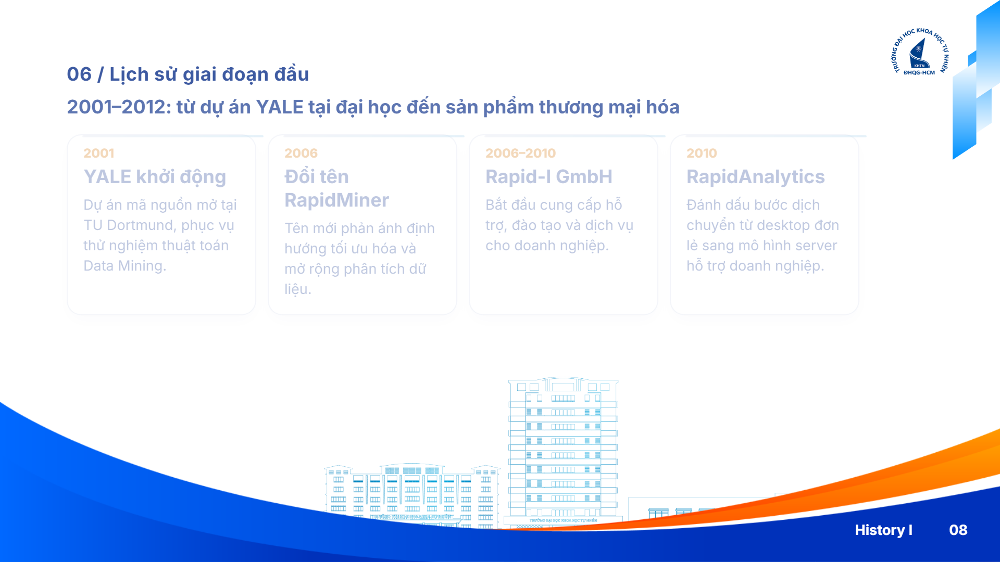 TRƯỜNG ĐẠI HỌC KHOA HỌC TỰ NHIÊN
KHTN
ĐHQG-HCM
06 / Lịch sử giai đoạn đầu
2001–2012: từ dự án YALE tại đại học đến sản phẩm thương mại hóa
2001
YALE khởi động
Dự án mã nguồn mở tại
TU Dortmund, phục vụ
thử nghiệm thuật toán
Data Mining.
2006
Đổi tên
RapidMiner
Tên mới phản ánh định
hướng tối ưu hóa và
mở rộng phân tích dữ
liệu.
2006–2010
Rapid-I GmbH
Bắt đầu cung cấp hỗ
trợ, đào tạo và dịch vụ
cho doanh nghiệp.
2010
RapidAnalytics
Đánh dấu bước dịch
chuyển từ desktop đơn
lẻ sang mô hình server
hỗ trợ doanh nghiệp.
TRƯỜNG ĐẠI HỌC KHOA HỌC TỰ NHIÊN
History I
08